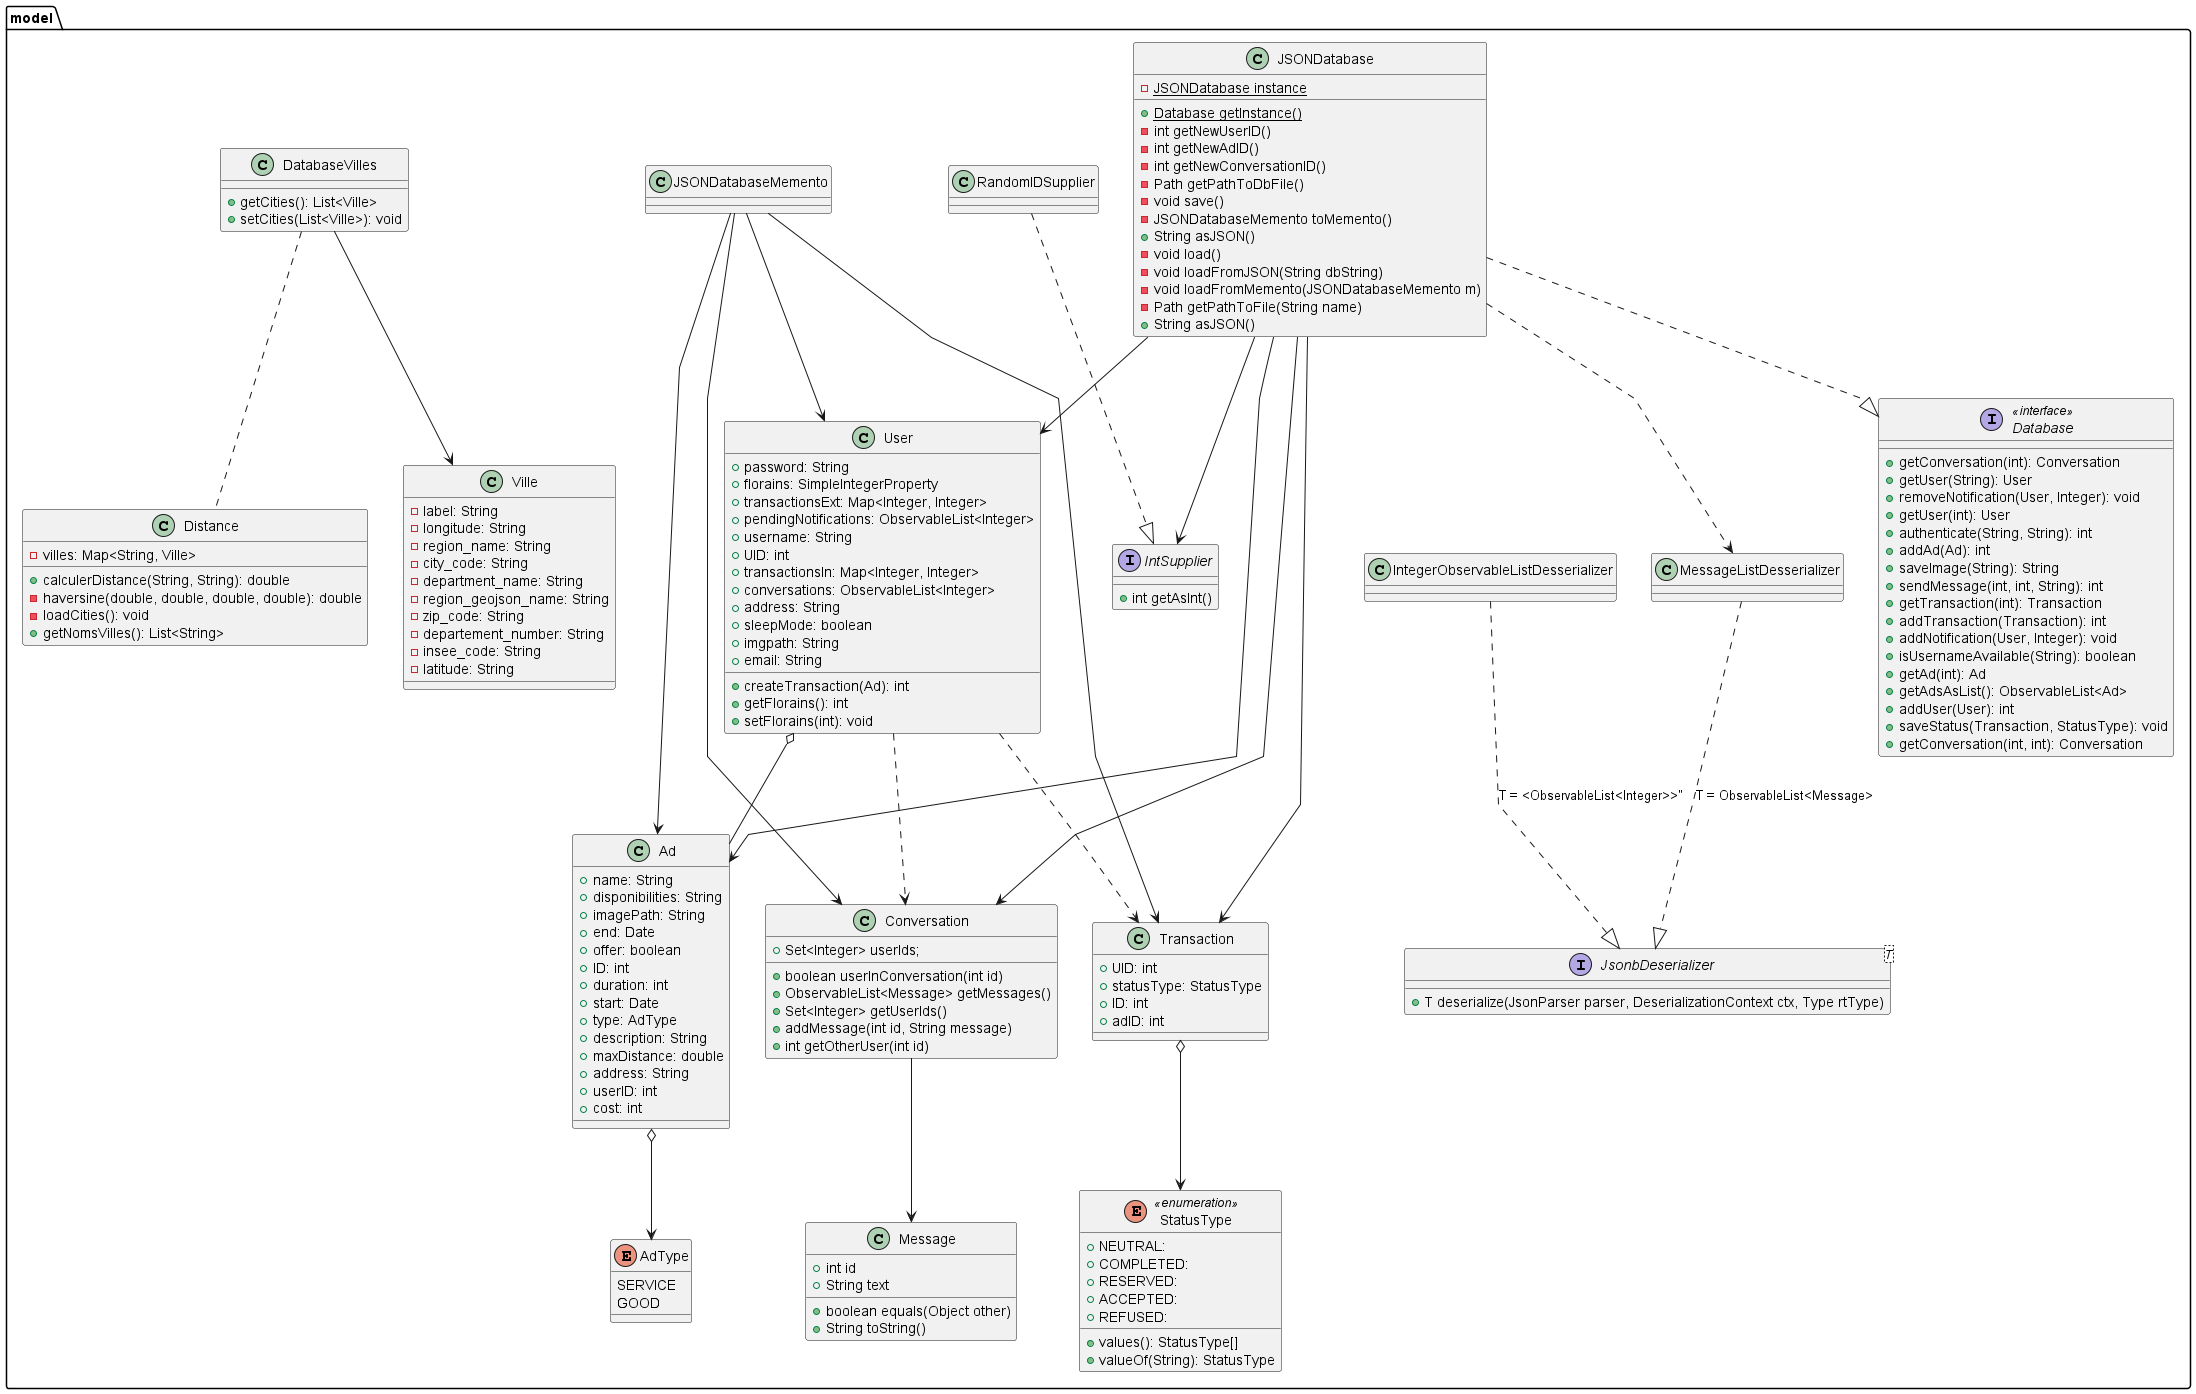 model
C JSONDatabase
JSONDatabase instance
Database getInstance()
int getNewUserID()
int getNewAdID()
int getNewConversationID()
Path getPathToDbFile()
void save()
JSONDatabaseMemento toMemento()
String asJSON()
void load()
void loadFromJSON(String dbString)
void loadFromMemento(JSONDatabaseMemento m)
Path getPathToFile(String name)
String asJSON()
C DatabaseVilles
getCities(): List<Ville>
setCities(List<Ville>): void
C JSONDatabaseMemento
C RandomIDSupplier
I «interface»
Database
getConversation(int): Conversation
getUser(String): User
removeNotification(User, Integer): void
getUser(int): User
authenticate(String, String): int
addAd(Ad): int
saveImage(String): String
sendMessage(int, int, String): int
getTransaction(int): Transaction
addTransaction(Transaction): int
addNotification(User, Integer): void
isUsernameAvailable(String): boolean
getAd(int): Ad
getAdsAsList(): ObservableList<Ad>
addUser(User): int
saveStatus(Transaction, StatusType): void
getConversation(int, int): Conversation
C User
password: String
florains: SimpleIntegerProperty
transactionsExt: Map<Integer, Integer>
pendingNotifications: ObservableList<Integer>
username: String
UID: int
transactionsIn: Map<Integer, Integer>
conversations: ObservableList<Integer>
address: String
sleepMode: boolean
imgpath: String
email: String
createTransaction(Ad): int
getFlorains(): int
setFlorains(int): void
C Ville
label: String
longitude: String
region_name: String
city_code: String
department_name: String
region_geojson_name: String
zip_code: String
departement_number: String
insee_code: String
latitude: String
C Distance
villes: Map<String, Ville>
calculerDistance(String, String): double
haversine(double, double, double, double): double
loadCities(): void
getNomsVilles(): List<String>
I IntSupplier
int getAsInt()
C IntegerObservableListDesserializer
C MessageListDesserializer
T = <ObservableList<Integer>>"
T = ObservableList<Message>
C Ad
name: String
disponibilities: String
imagePath: String
end: Date
offer: boolean
ID: int
duration: int
start: Date
type: AdType
description: String
maxDistance: double
address: String
userID: int
cost: int
C Conversation
Set<Integer> userIds;
boolean userInConversation(int id)
ObservableList<Message> getMessages()
Set<Integer> getUserIds()
addMessage(int id, String message)
int getOtherUser(int id)
C Transaction
UID: int
statusType: StatusType
ID: int
adID: int
I JsonbDeserializer
T
T deserialize(JsonParser parser, DeserializationContext ctx, Type rtType)
E AdType
SERVICE
GOOD
C Message
int id
String text
boolean equals(Object other)
String toString()
E «enumeration»
StatusType
NEUTRAL:
COMPLETED:
RESERVED:
ACCEPTED:
REFUSED:
values(): StatusType[]
valueOf(String): StatusType